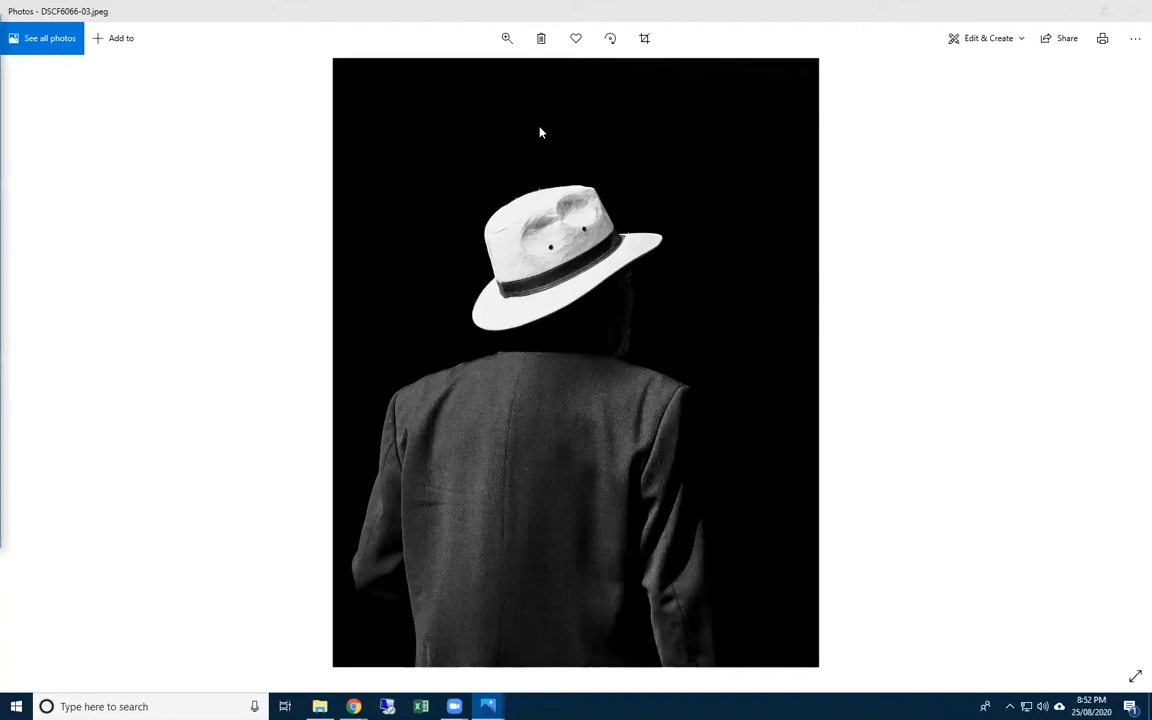 Photos - DSCF6066-03.jpeg
See all photos
Add to
Edit & Create
Share
Type here to search
8:52 PM
25/08/2020
1